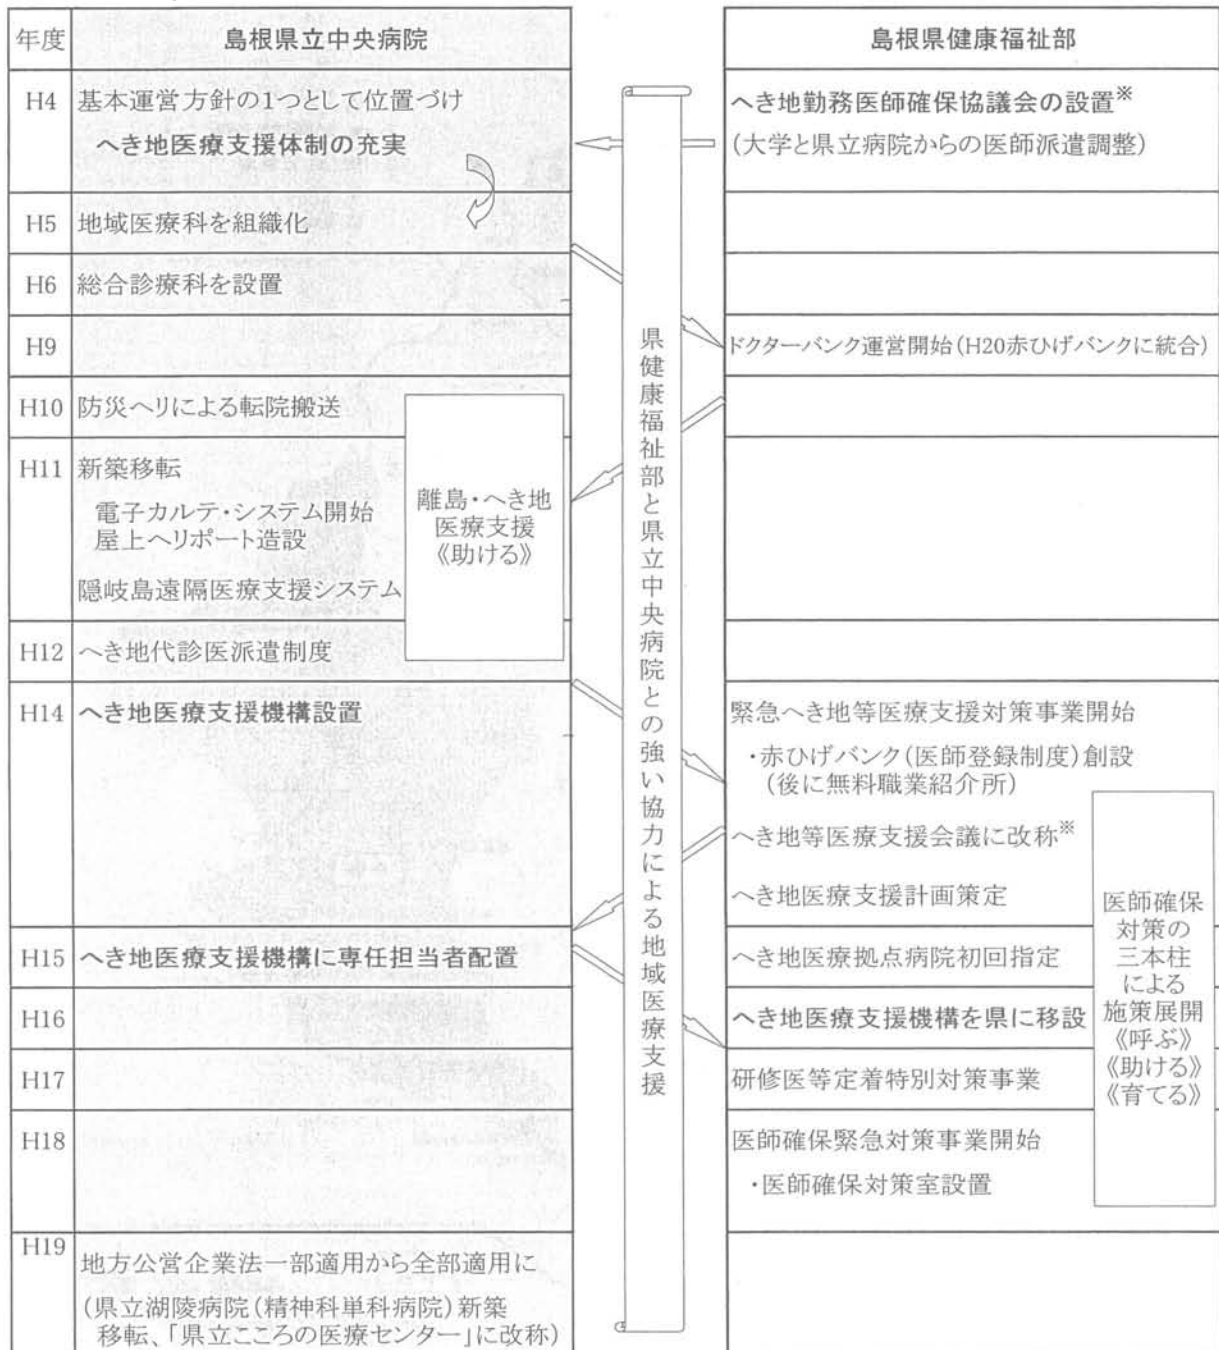 年度 島根県立中央病院 島根県健康福祉部
H4 基本運営方針の1つとして位置づけ
へき地医療支援体制の充実
へき地勤務医師確保協議会の設置※
(大学と県立病院からの医師派遣調整)
H5 地域医療科を組織化
H6 総合診療科を設置
H9 ドクターバンク運営開始(H20赤ひげバンクに統合)
H10 防災ヘリによる転院搬送
H11 新築移転
電子カルテ・システム開始
屋上ヘリポート造設
隠岐島遠隔医療支援システム
離島・へき地
医療支援
《助ける》
H12 へき地代診医派遣制度
H14 へき地医療支援機構設置
緊急へき地等医療支援対策事業開始
・赤ひげバンク(医師登録制度)創設
(後に無料職業紹介所)
へき地等医療支援会議に改称※
へき地医療支援計画策定
H15 へき地医療支援機構に専任担当者配置 へき地医療拠点病院初回指定
H16 へき地医療支援機構を県に移設
H17 研修医等定着特別対策事業
H18 医師確保緊急対策事業開始
・医師確保対策室設置
医師確保
対策の
三本柱
による
施策展開
《呼ぶ》
《助ける》
《育てる》
H19 地方公営企業法一部適用から全部適用に
(県立湖陵病院(精神科単科病院)新築
移転、「県立こころの医療センター」に改称)
県健康福祉部と県立中央病院との強い協力による地域医療支援